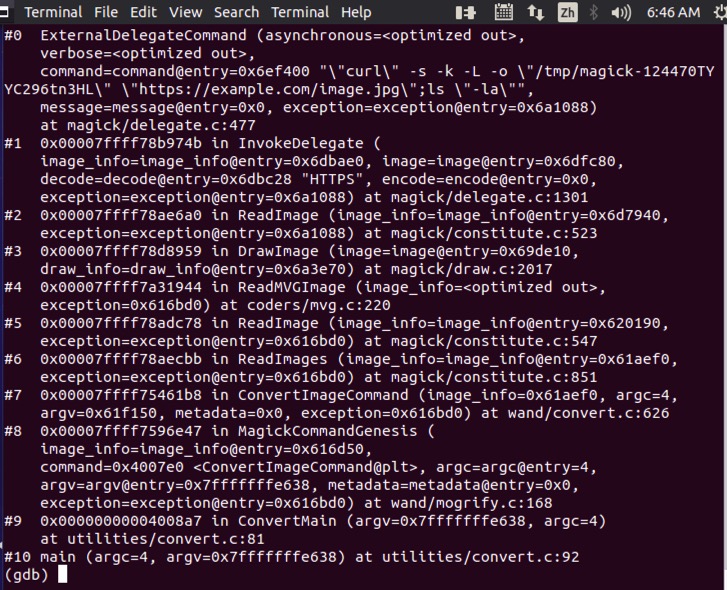 Terminal File Edit View Search Terminal Help Zh 6:46 AM
#0 ExternalDelegateCommand (asynchronous=<optimized out>,
verbose=<optimized out>,
command=command@entry=0x6ef400 "\"curl\" -s -k -L -o \"/tmp/magick-124470TY
YC296tn3HL\" \"https://example.com/image.jpg\";ls \"-la\"",
message=message@entry=0x0, exception=exception@entry=0x6a1088)
at magick/delegate.c:477
#1 0x00007ffff78b974b in InvokeDelegate (
image_info=image_info@entry=0x6dbae0, image=image@entry=0x6dfc80,
decode=decode@entry=0x6dbc28 "HTTPS", encode=encode@entry=0x0,
exception=exception@entry=0x6a1088) at magick/delegate.c:1301
#2 0x00007ffff78ae6a0 in ReadImage (image_info=image_info@entry=0x6d7940,
exception=exception@entry=0x6a1088) at magick/constitute.c:523
#3 0x00007ffff78d8959 in DrawImage (image=image@entry=0x69de10,
draw_info=draw_info@entry=0x6a3e70) at magick/draw.c:2017
#4 0x00007ffff7a31944 in ReadMVGImage (image_info=<optimized out>,
exception=0x616bd0) at coders/mvg.c:220
#5 0x00007ffff78adc78 in ReadImage (image_info=image_info@entry=0x620190,
exception=exception@entry=0x616bd0) at magick/constitute.c:547
#6 0x00007ffff78aecbb in ReadImages (image_info=image_info@entry=0x61aef0,
exception=exception@entry=0x616bd0) at magick/constitute.c:851
#7 0x00007ffff75461b8 in ConvertImageCommand (image_info=0x61aef0, argc=4,
argv=0x61f150, metadata=0x0, exception=0x616bd0) at wand/convert.c:626
#8 0x00007ffff7596e47 in MagickCommandGenesis (
image_info=image_info@entry=0x616d50,
command=0x4007e0 <ConvertImageCommand@plt>, argc=argc@entry=4,
argv=argv@entry=0x7fffffffe638, metadata=metadata@entry=0x0,
exception=exception@entry=0x616bd0) at wand/mogrify.c:168
#9 0x00000000004008a7 in ConvertMain (argv=0x7fffffffe638, argc=4)
at utilities/convert.c:81
#10 main (argc=4, argv=0x7fffffffe638) at utilities/convert.c:92
(gdb)